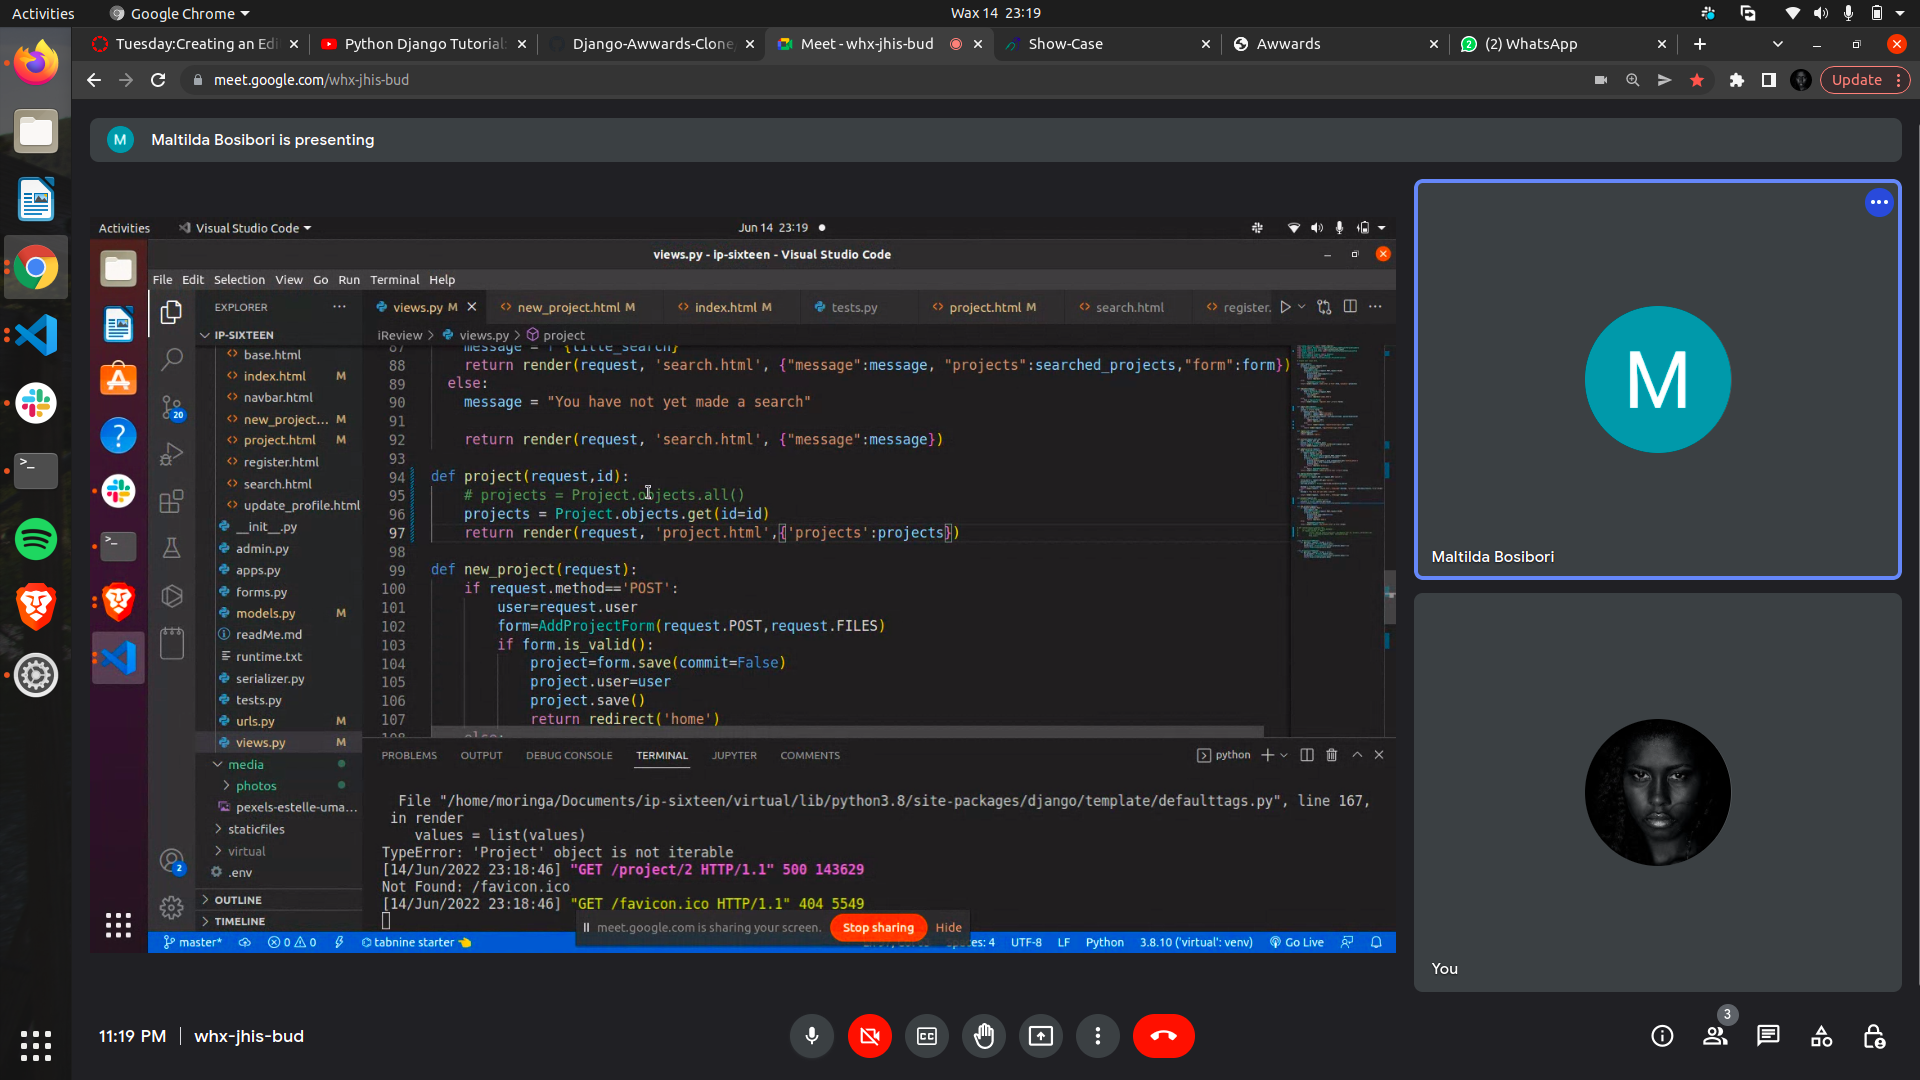 Activities
Google Chrome
Wax 14 23:19
Tuesday:Creating an Edi
Python Django Tutorial:
Django-Awwards-Clone
Meet - whx-jhis-bud
Show-Case
Awwards
(2) WhatsApp
meet.google.com/whx-jhis-bud
Update
M
Maltilda Bosibori is presenting
Activities
Visual Studio Code
Jun 14 23:19
views.py - ip-sixteen - Visual Studio Code
File Edit Selection View Go Run Terminal Help
EXPLORER
views.py M
new_project.html M
index.html M
tests.py
project.html M
search.html
register.
IP-SIXTEEN
iReview > views.py > project
base.html
index.html M
navbar.html
new_project... M
project.html M
register.html
search.html
update_profile.html
__init__.py
admin.py
apps.py
forms.py
models.py M
readMe.md
runtime.txt
serializer.py
tests.py
urls.py M
views.py M
media
photos
pexels-estelle-uma...
staticfiles
virtual
.env
OUTLINE
TIMELINE
20
2
87 message = f"{title_search}"
88 return render(request, 'search.html', {"message":message, "projects":searched_projects,"form":form})
89 else:
90 message = "You have not yet made a search"
91
92 return render(request, 'search.html', {"message":message})
93
94 def project(request,id):
95 # projects = Project.objects.all()
96 projects = Project.objects.get(id=id)
97 return render(request, 'project.html',{'projects':projects})
98
99 def new_project(request):
100 if request.method=='POST':
101 user=request.user
102 form=AddProjectForm(request.POST,request.FILES)
103 if form.is_valid():
104 project=form.save(commit=False)
105 project.user=user
106 project.save()
107 return redirect('home')
108 else:
PROBLEMS OUTPUT DEBUG CONSOLE TERMINAL JUPYTER COMMENTS
python
File "/home/moringa/Documents/ip-sixteen/virtual/lib/python3.8/site-packages/django/template/defaulttags.py", line 167,
in render
values = list(values)
TypeError: 'Project' object is not iterable
[14/Jun/2022 23:18:46] "GET /project/2 HTTP/1.1" 500 143629
Not Found: /favicon.ico
[14/Jun/2022 23:18:46] "GET /favicon.ico HTTP/1.1" 404 5549
meet.google.com is sharing your screen.
Stop sharing
Hide
master*
0 0
tabnine starter
Spaces: 4
UTF-8
LF
Python
3.8.10 ('virtual': venv)
Go Live
M
Maltilda Bosibori
You
11:19 PM | whx-jhis-bud
3